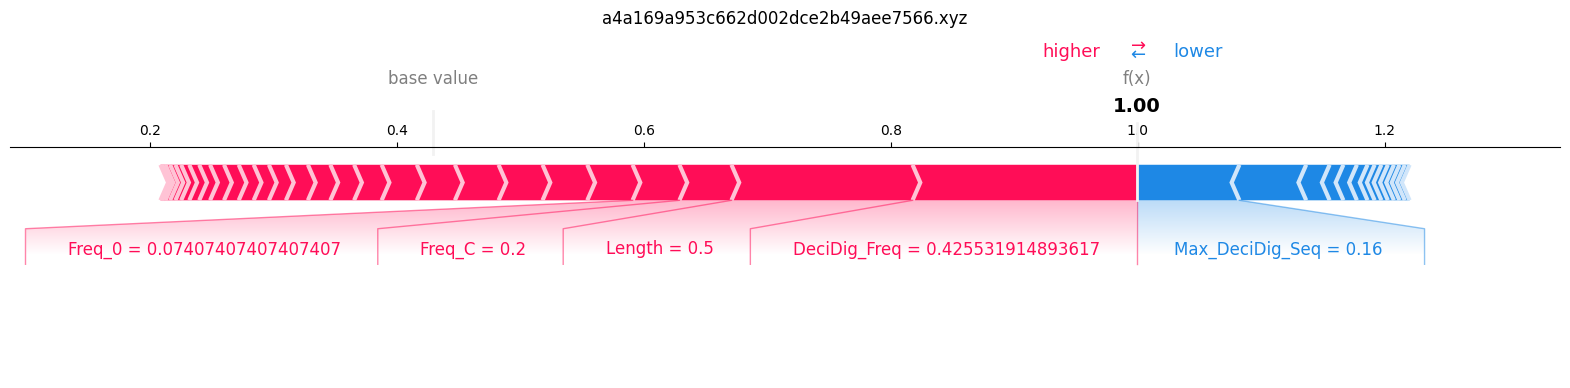 a4a169a953c662d002dce2b49aee7566.xyz
higher ⇄ lower
base value f(x)
1.00
0.2 0.4 0.6 0.8 1.0 1.2
Freq_0 = 0.07407407407407407 Freq_C = 0.2 Length = 0.5 DeciDig_Freq = 0.425531914893617 Max_DeciDig_Seq = 0.16